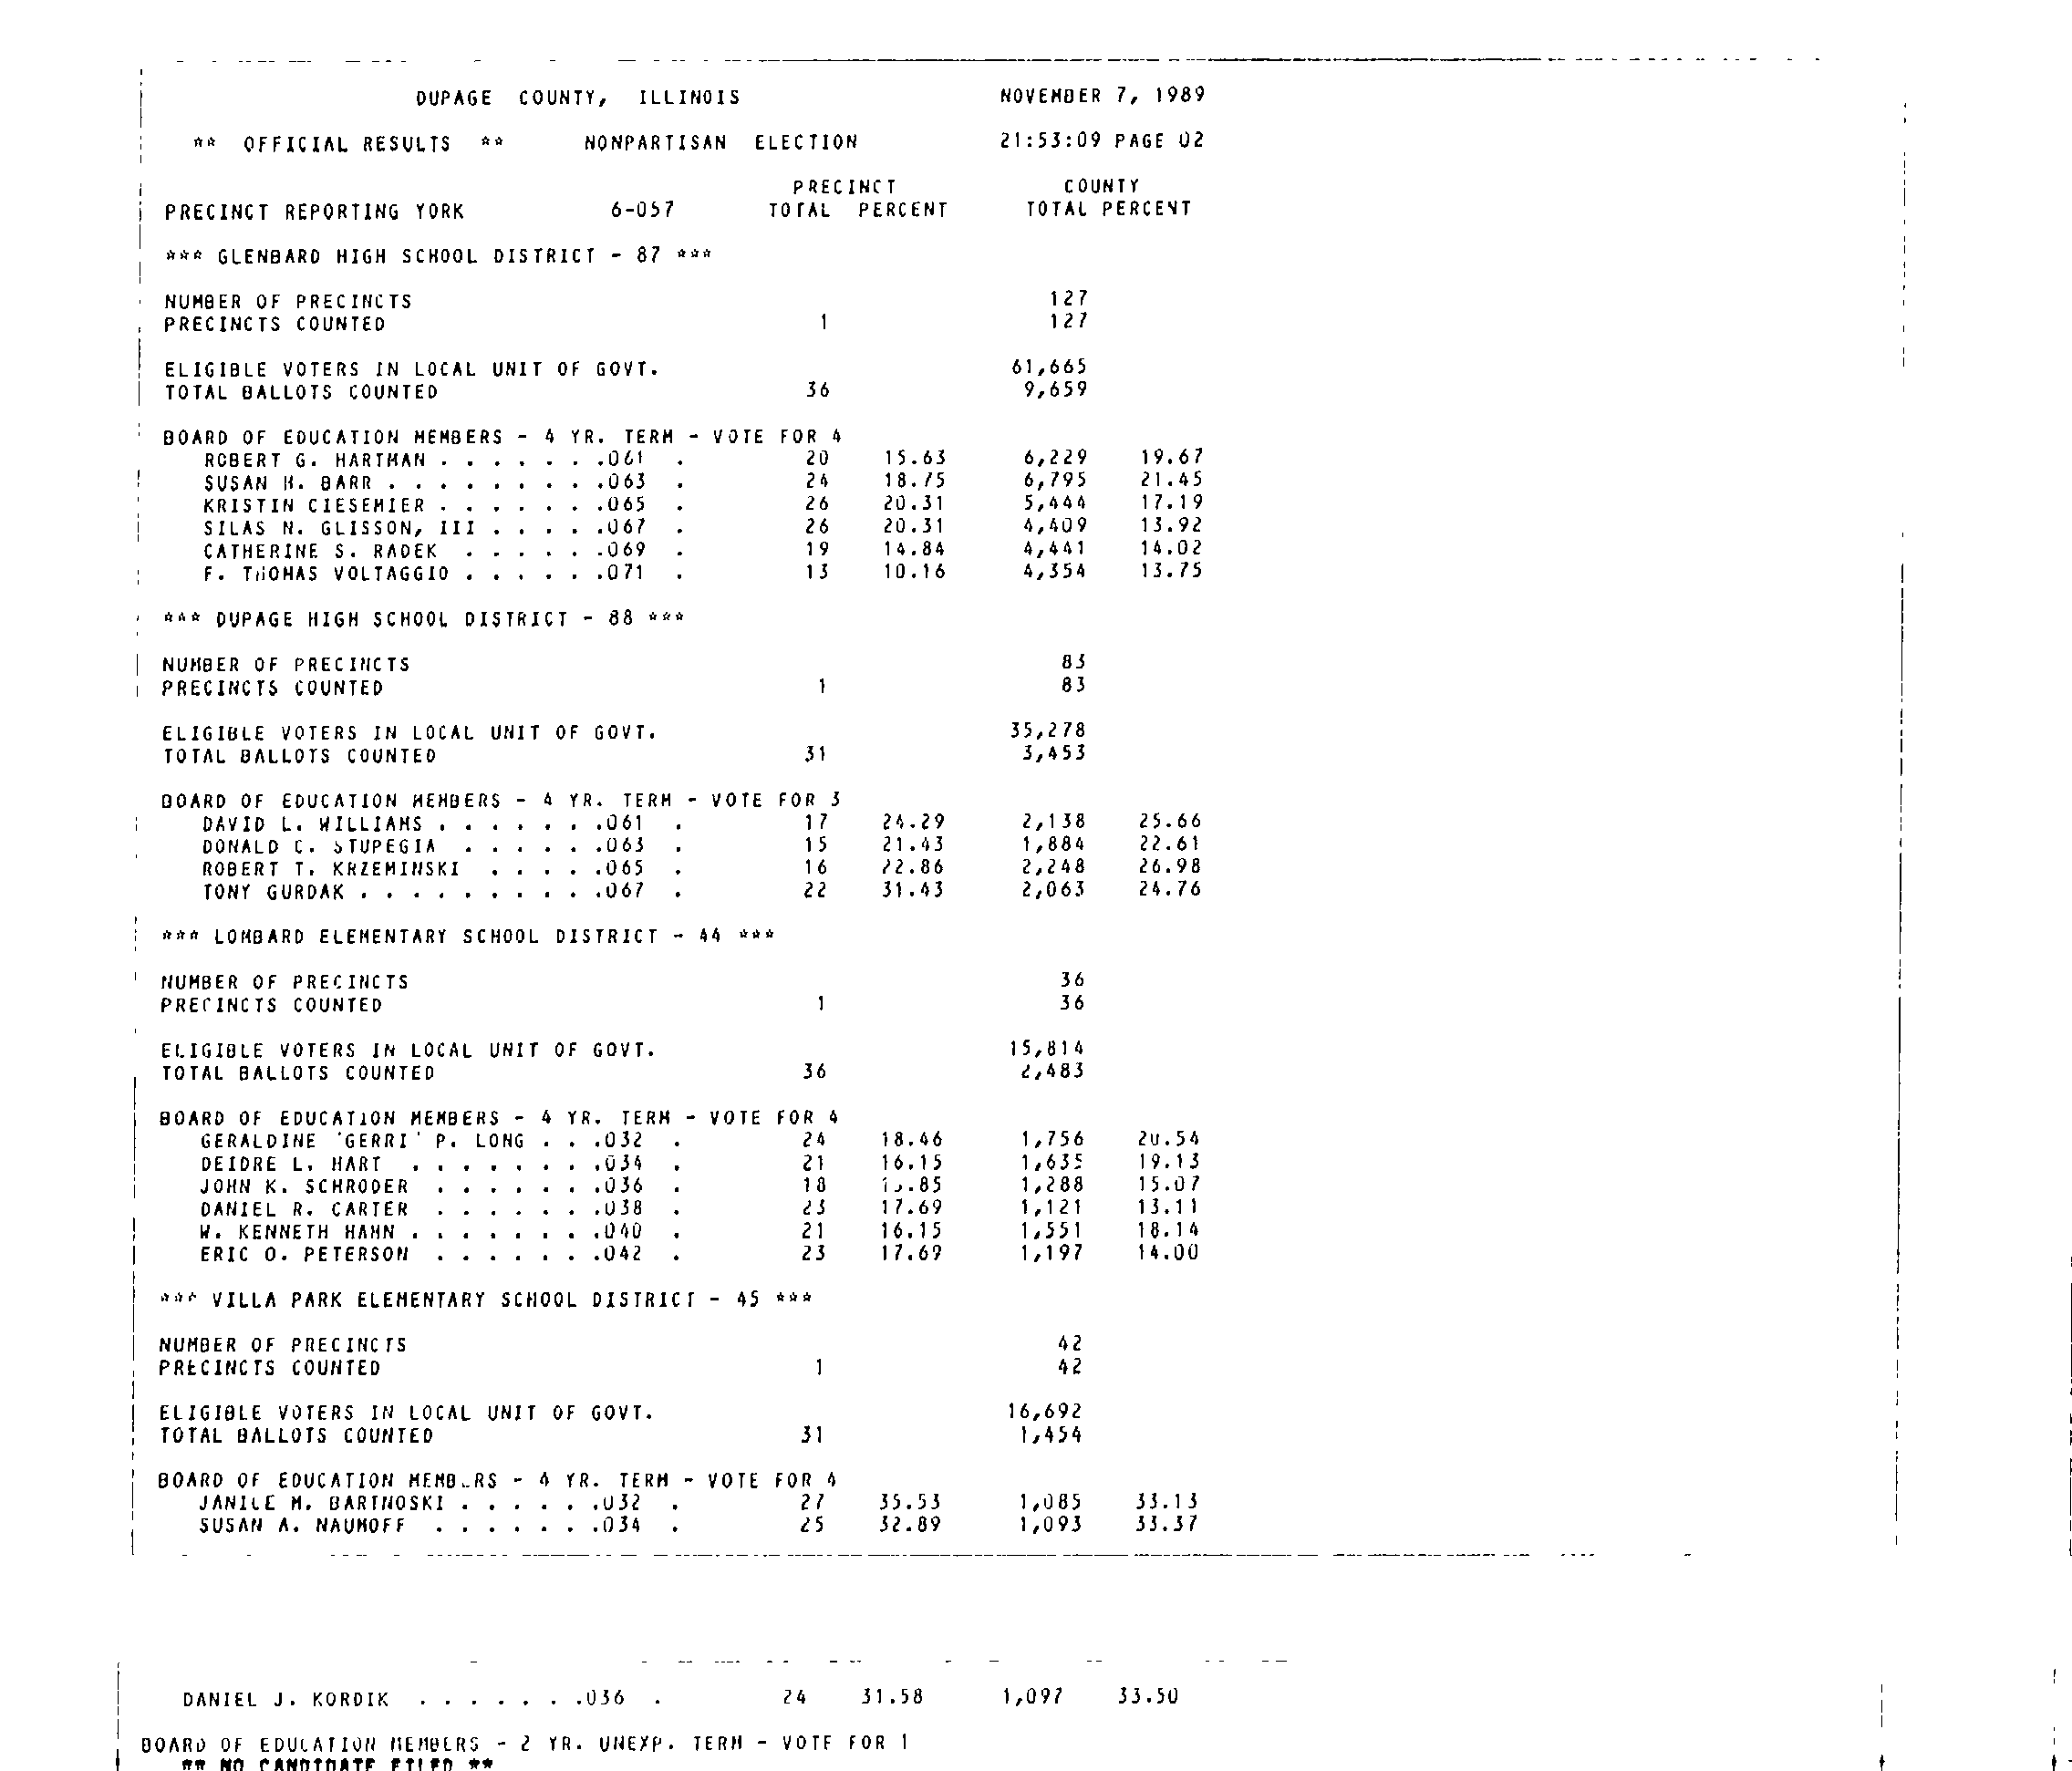 DUPAGE COUNTY, ILLINOIS NOVEMBER 7, 1989
** OFFICIAL RESULTS ** NONPARTISAN ELECTION 21:53:09 PAGE 02
PRECINCT COUNTY
PRECINCT REPORTING YORK 6-057 TOTAL PERCENT TOTAL PERCENT
*** GLENBARD HIGH SCHOOL DISTRICT - 87 ***
NUMBER OF PRECINCTS 127
PRECINCTS COUNTED 1 127
ELIGIBLE VOTERS IN LOCAL UNIT OF GOVT. 61,665
TOTAL BALLOTS COUNTED 36 9,659
BOARD OF EDUCATION MEMBERS - 4 YR. TERM - VOTE FOR 4
ROBERT G. HARTMAN . . . . . . .061 . 20 15.63 6,229 19.67
SUSAN H. BARR . . . . . . . . .063 . 24 18.75 6,795 21.45
KRISTIN CIESEMIER . . . . . . .065 . 26 20.31 5,444 17.19
SILAS N. GLISSON, III . . . . .067 . 26 20.31 4,409 13.92
CATHERINE S. RADEK . . . . . .069 . 19 14.84 4,441 14.02
F. THOMAS VOLTAGGIO . . . . . .071 . 13 10.16 4,354 13.75
*** DUPAGE HIGH SCHOOL DISTRICT - 88 ***
NUMBER OF PRECINCTS 83
PRECINCTS COUNTED 1 83
ELIGIBLE VOTERS IN LOCAL UNIT OF GOVT. 35,278
TOTAL BALLOTS COUNTED 31 3,453
BOARD OF EDUCATION MEMBERS - 4 YR. TERM - VOTE FOR 3
DAVID L. WILLIAMS . . . . . . .061 . 17 24.29 2,138 25.66
DONALD C. STUPEGIA . . . . . .063 . 15 21.43 1,884 22.61
ROBERT T. KRZEMINSKI . . . . .065 . 16 22.86 2,248 26.98
TONY GURDAK . . . . . . . . . .067 . 22 31.43 2,063 24.76
*** LOMBARD ELEMENTARY SCHOOL DISTRICT - 44 ***
NUMBER OF PRECINCTS 36
PRECINCTS COUNTED 1 36
ELIGIBLE VOTERS IN LOCAL UNIT OF GOVT. 15,814
TOTAL BALLOTS COUNTED 36 2,483
BOARD OF EDUCATION MEMBERS - 4 YR. TERM - VOTE FOR 4
GERALDINE 'GERRI' P. LONG . . .032 . 24 18.46 1,756 20.54
DEIDRE L. HART . . . . . . . .034 . 21 16.15 1,635 19.13
JOHN K. SCHRODER . . . . . . .036 . 18 13.85 1,288 15.07
DANIEL R. CARTER . . . . . . .038 . 23 17.69 1,121 13.11
W. KENNETH HAHN . . . . . . . .040 . 21 16.15 1,551 18.14
ERIC O. PETERSON . . . . . . .042 . 23 17.69 1,197 14.00
*** VILLA PARK ELEMENTARY SCHOOL DISTRICT - 45 ***
NUMBER OF PRECINCTS 42
PRECINCTS COUNTED 1 42
ELIGIBLE VOTERS IN LOCAL UNIT OF GOVT. 16,692
TOTAL BALLOTS COUNTED 31 1,454
BOARD OF EDUCATION MEMBERS - 4 YR. TERM - VOTE FOR 4
JANICE M. BARTNOSKI . . . . . .032 . 27 35.53 1,085 33.13
SUSAN A. NAUMOFF . . . . . . .034 . 25 32.89 1,093 33.37
DANIEL J. KORDIK . . . . . . .036 . 24 31.58 1,097 33.50
BOARD OF EDUCATION MEMBERS - 2 YR. UNEXP. TERM - VOTE FOR 1
** NO CANDIDATE FILED **